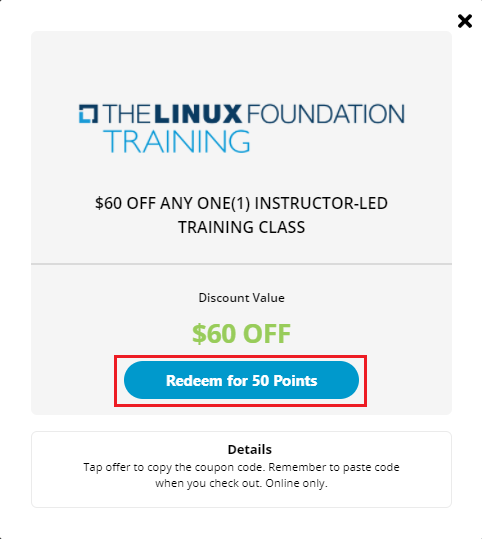 THE LINUX FOUNDATION
TRAINING
$60 OFF ANY ONE(1) INSTRUCTOR-LED
TRAINING CLASS
Discount Value
$60 OFF
Redeem for 50 Points
Details
Tap offer to copy the coupon code. Remember to paste code
when you check out. Online only.